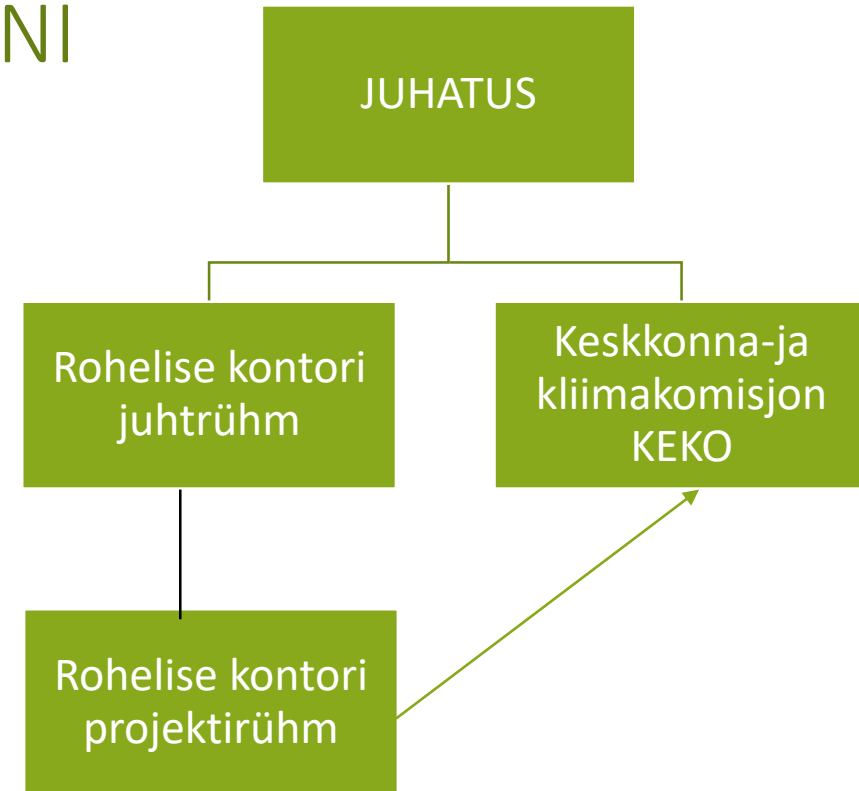 NI
JUHATUS
Rohelise kontori
juhtrühm
Keskkonna-ja
kliimakomisjon
KEKO
Rohelise kontori
projektirühm